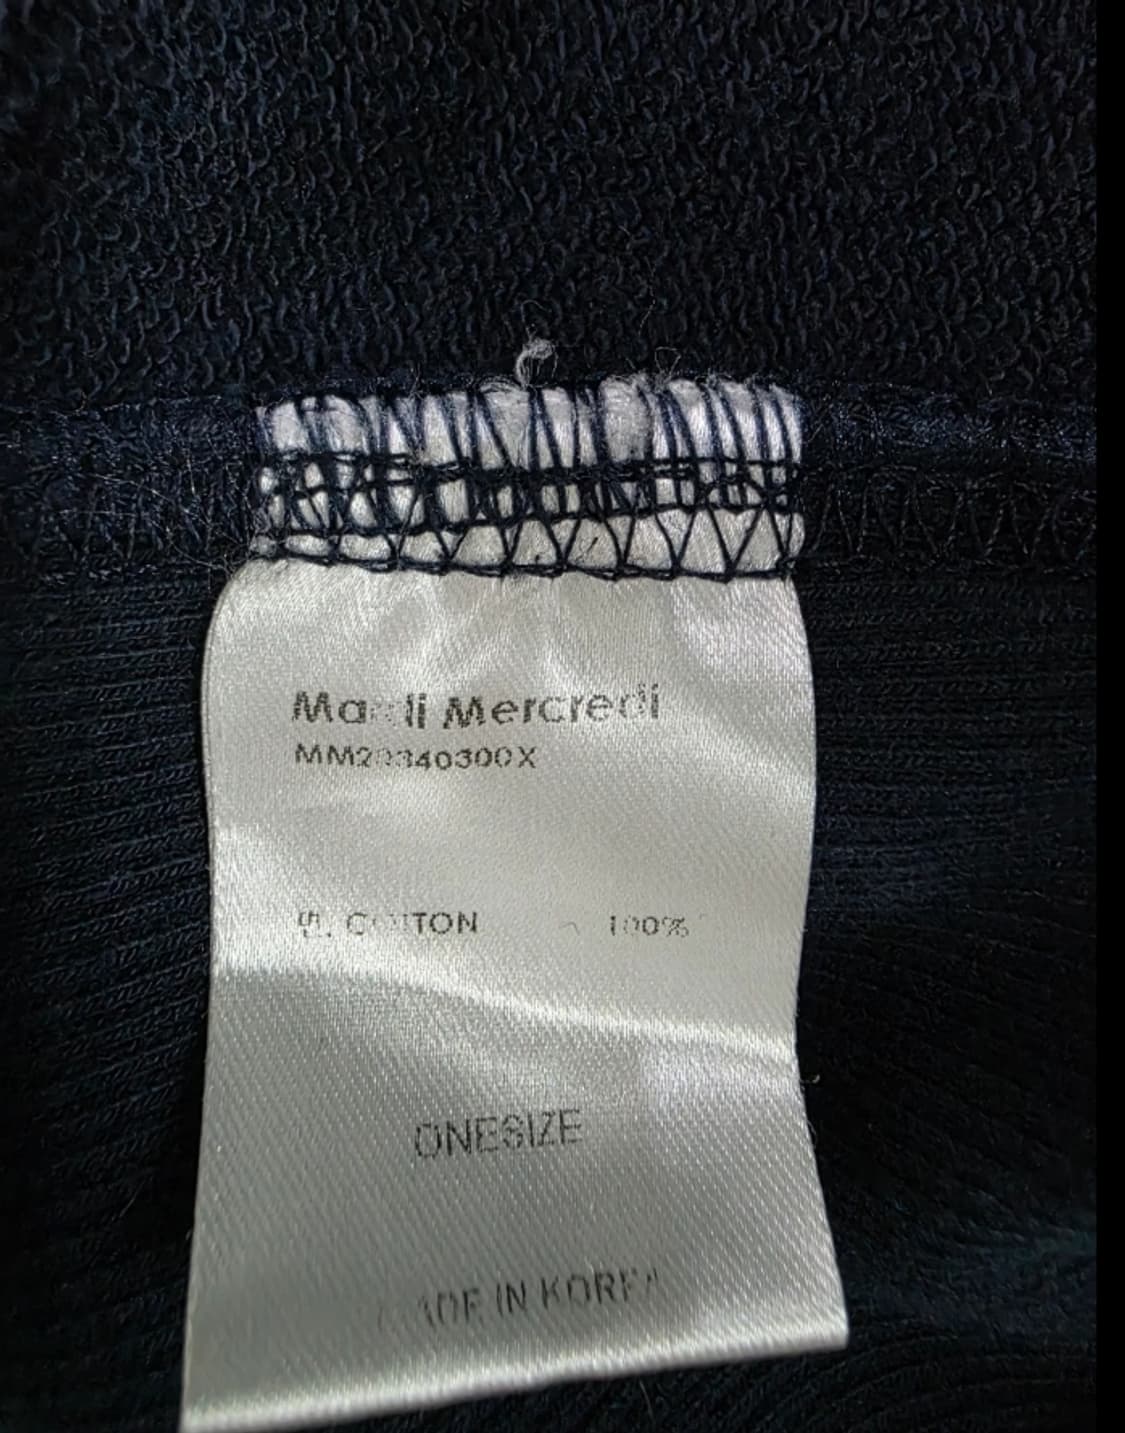 Mardi Mercredi
COTTON 100%
ONESIZE
MADE IN KOREA